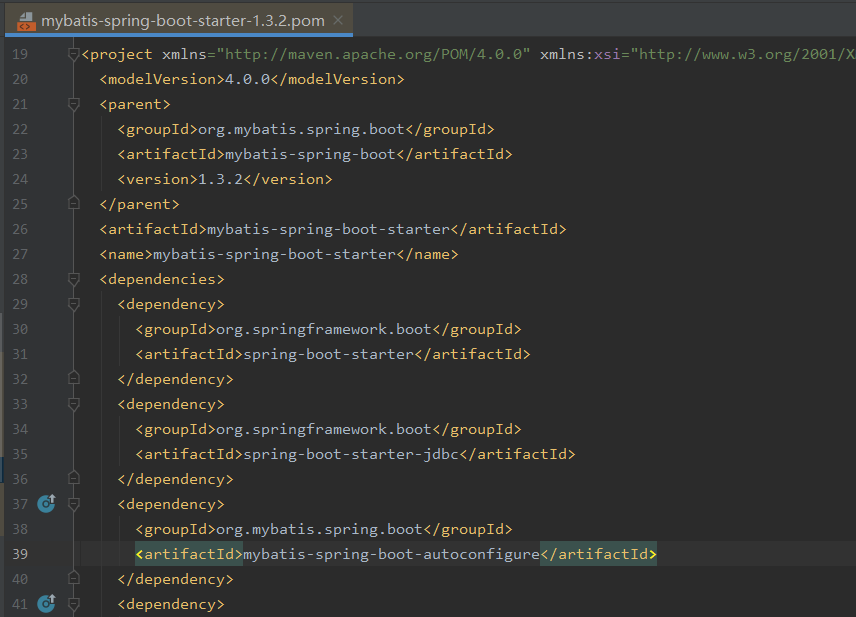 mybatis-spring-boot-starter-1.3.2.pom ×
19 <project xmlns="http://maven.apache.org/POM/4.0.0" xmlns:xsi="http://www.w3.org/2001/X
20 <modelVersion>4.0.0</modelVersion>
21 <parent>
22 <groupId>org.mybatis.spring.boot</groupId>
23 <artifactId>mybatis-spring-boot</artifactId>
24 <version>1.3.2</version>
25 </parent>
26 <artifactId>mybatis-spring-boot-starter</artifactId>
27 <name>mybatis-spring-boot-starter</name>
28 <dependencies>
29 <dependency>
30 <groupId>org.springframework.boot</groupId>
31 <artifactId>spring-boot-starter</artifactId>
32 </dependency>
33 <dependency>
34 <groupId>org.springframework.boot</groupId>
35 <artifactId>spring-boot-starter-jdbc</artifactId>
36 </dependency>
37 <dependency>
38 <groupId>org.mybatis.spring.boot</groupId>
39 <artifactId>mybatis-spring-boot-autoconfigure</artifactId>
40 </dependency>
41 <dependency>